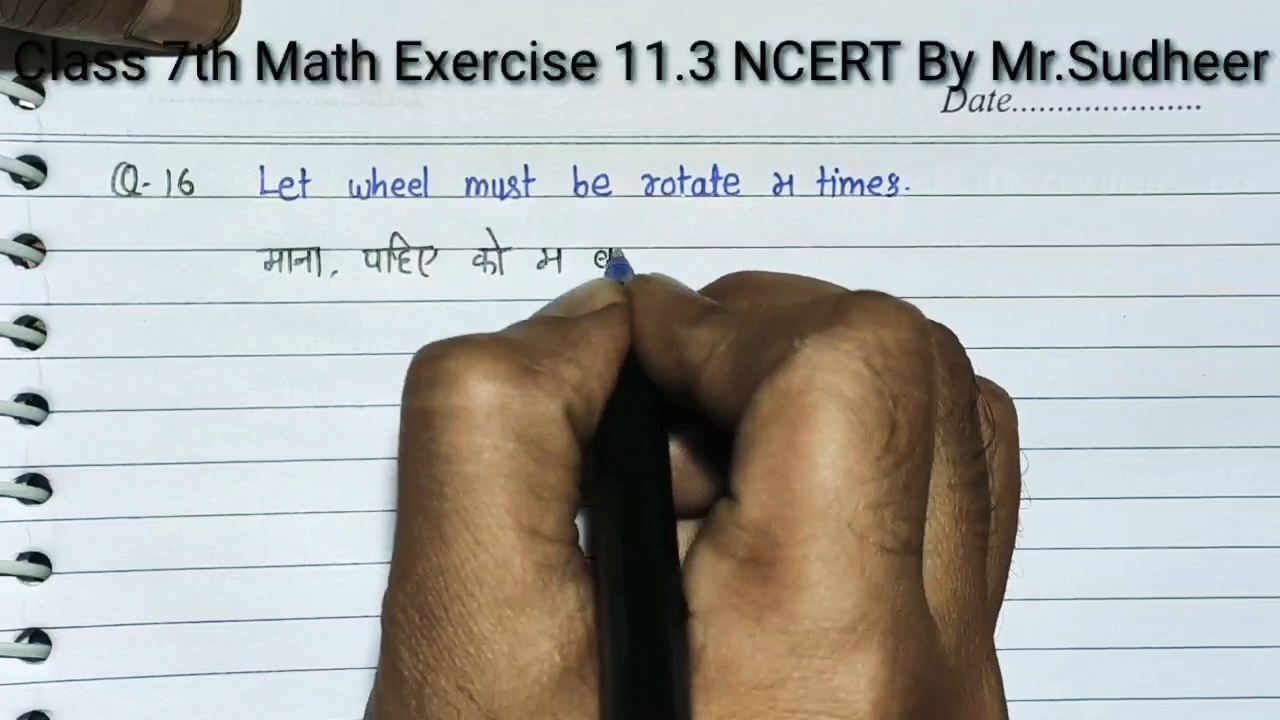 Class 7th Math Exercise 11.3 NCERT By Mr.Sudheer
Date.....................
Q-16 Let wheel must be rotate n times.
माना, पहिए को n